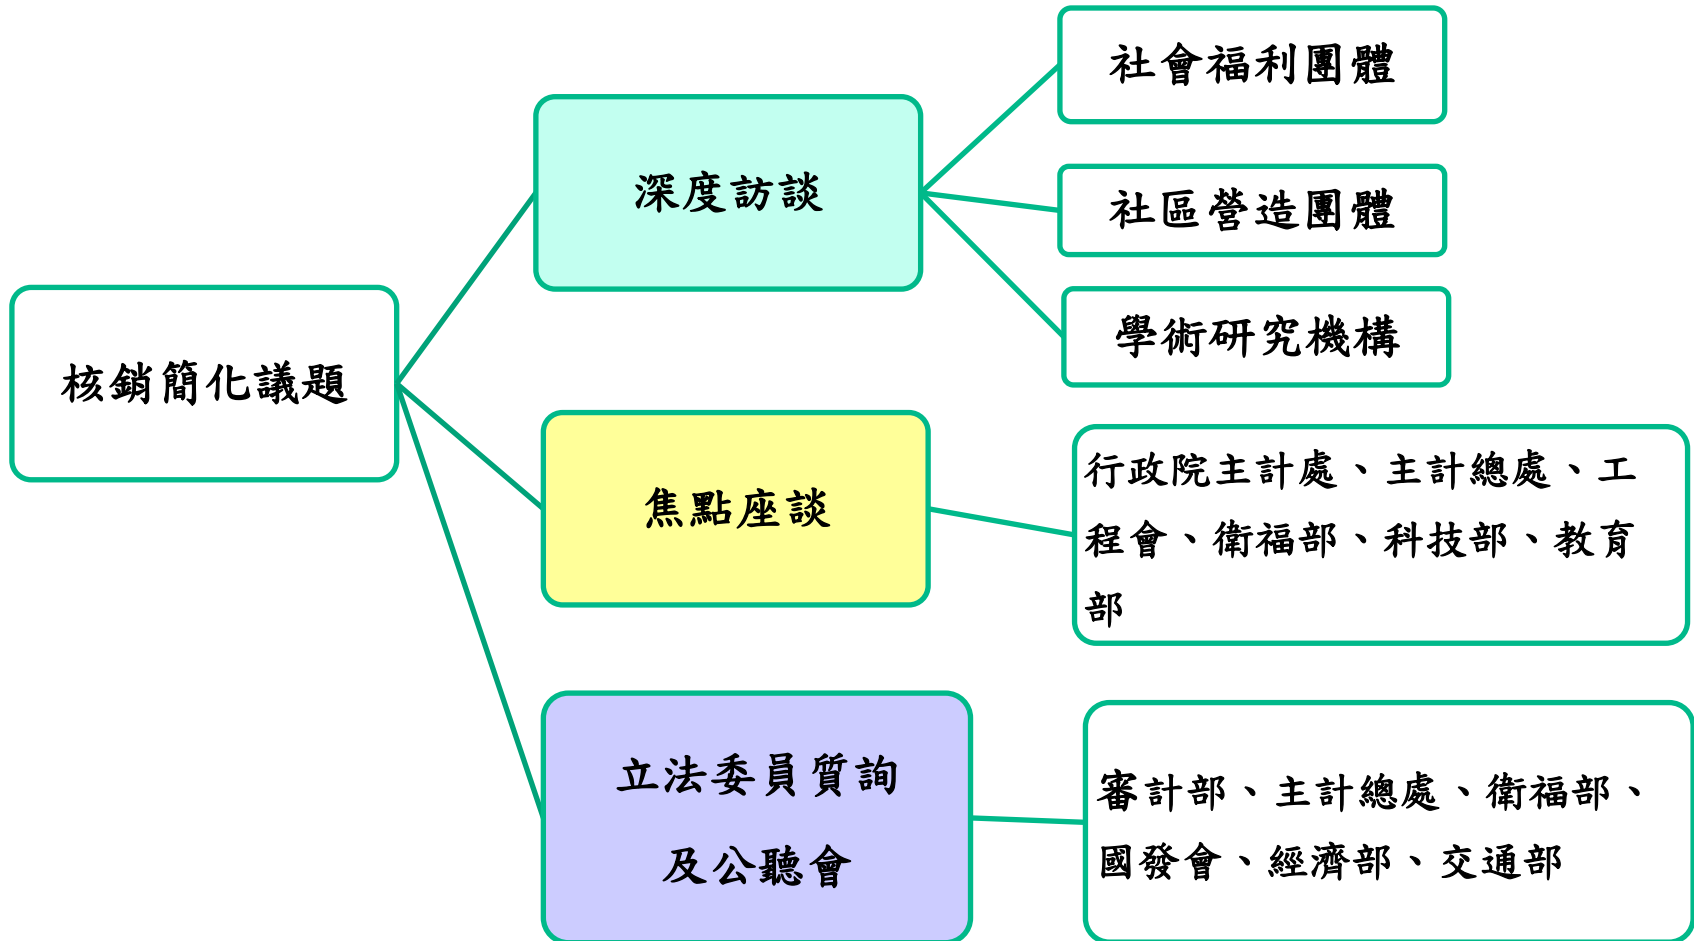 核銷簡化議題
深度訪談
社會福利團體
社區營造團體
學術研究機構
焦點座談
行政院主計處、主計總處、工
程會、衛福部、科技部、教育
部
立法委員質詢
及公聽會
審計部、主計總處、衛福部、
國發會、經濟部、交通部